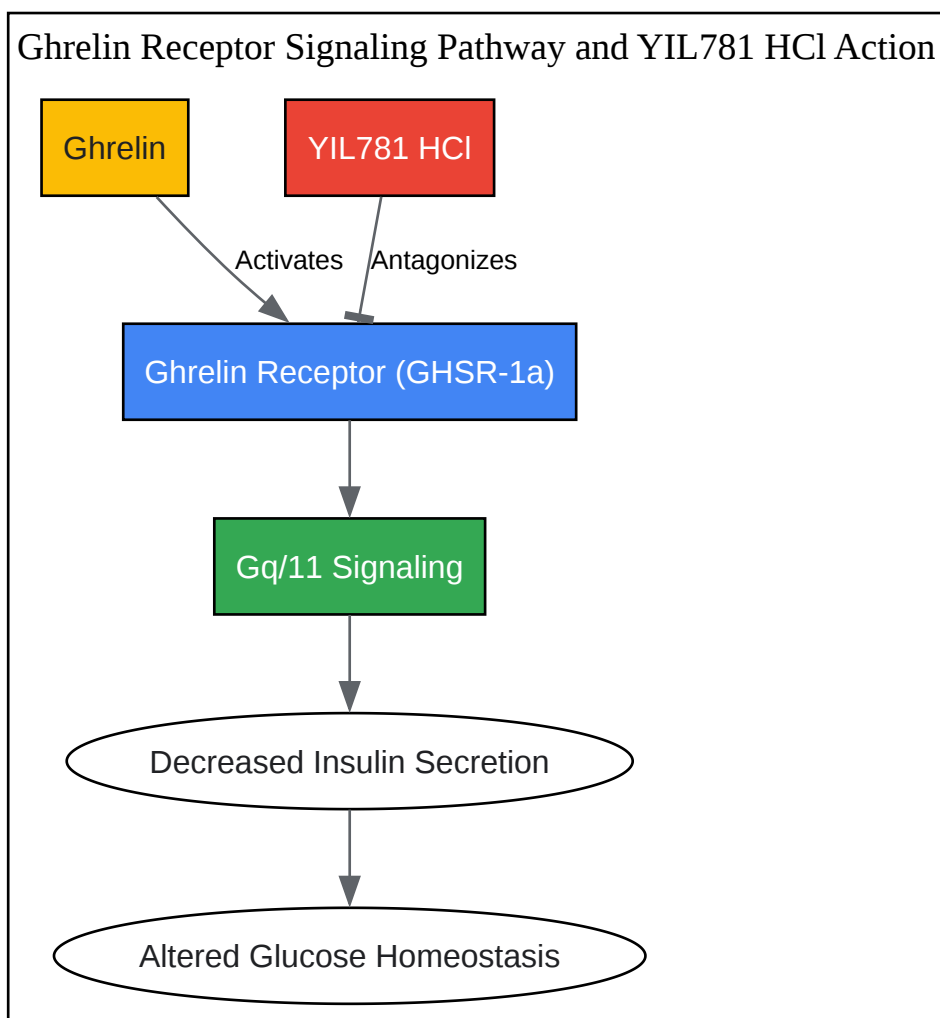 Ghrelin Receptor Signaling Pathway and YIL781 HCl Action
Ghrelin
YIL781 HCl
Activates
Antagonizes
Ghrelin Receptor (GHSR-1a)
Gq/11 Signaling
Decreased Insulin Secretion
Altered Glucose Homeostasis